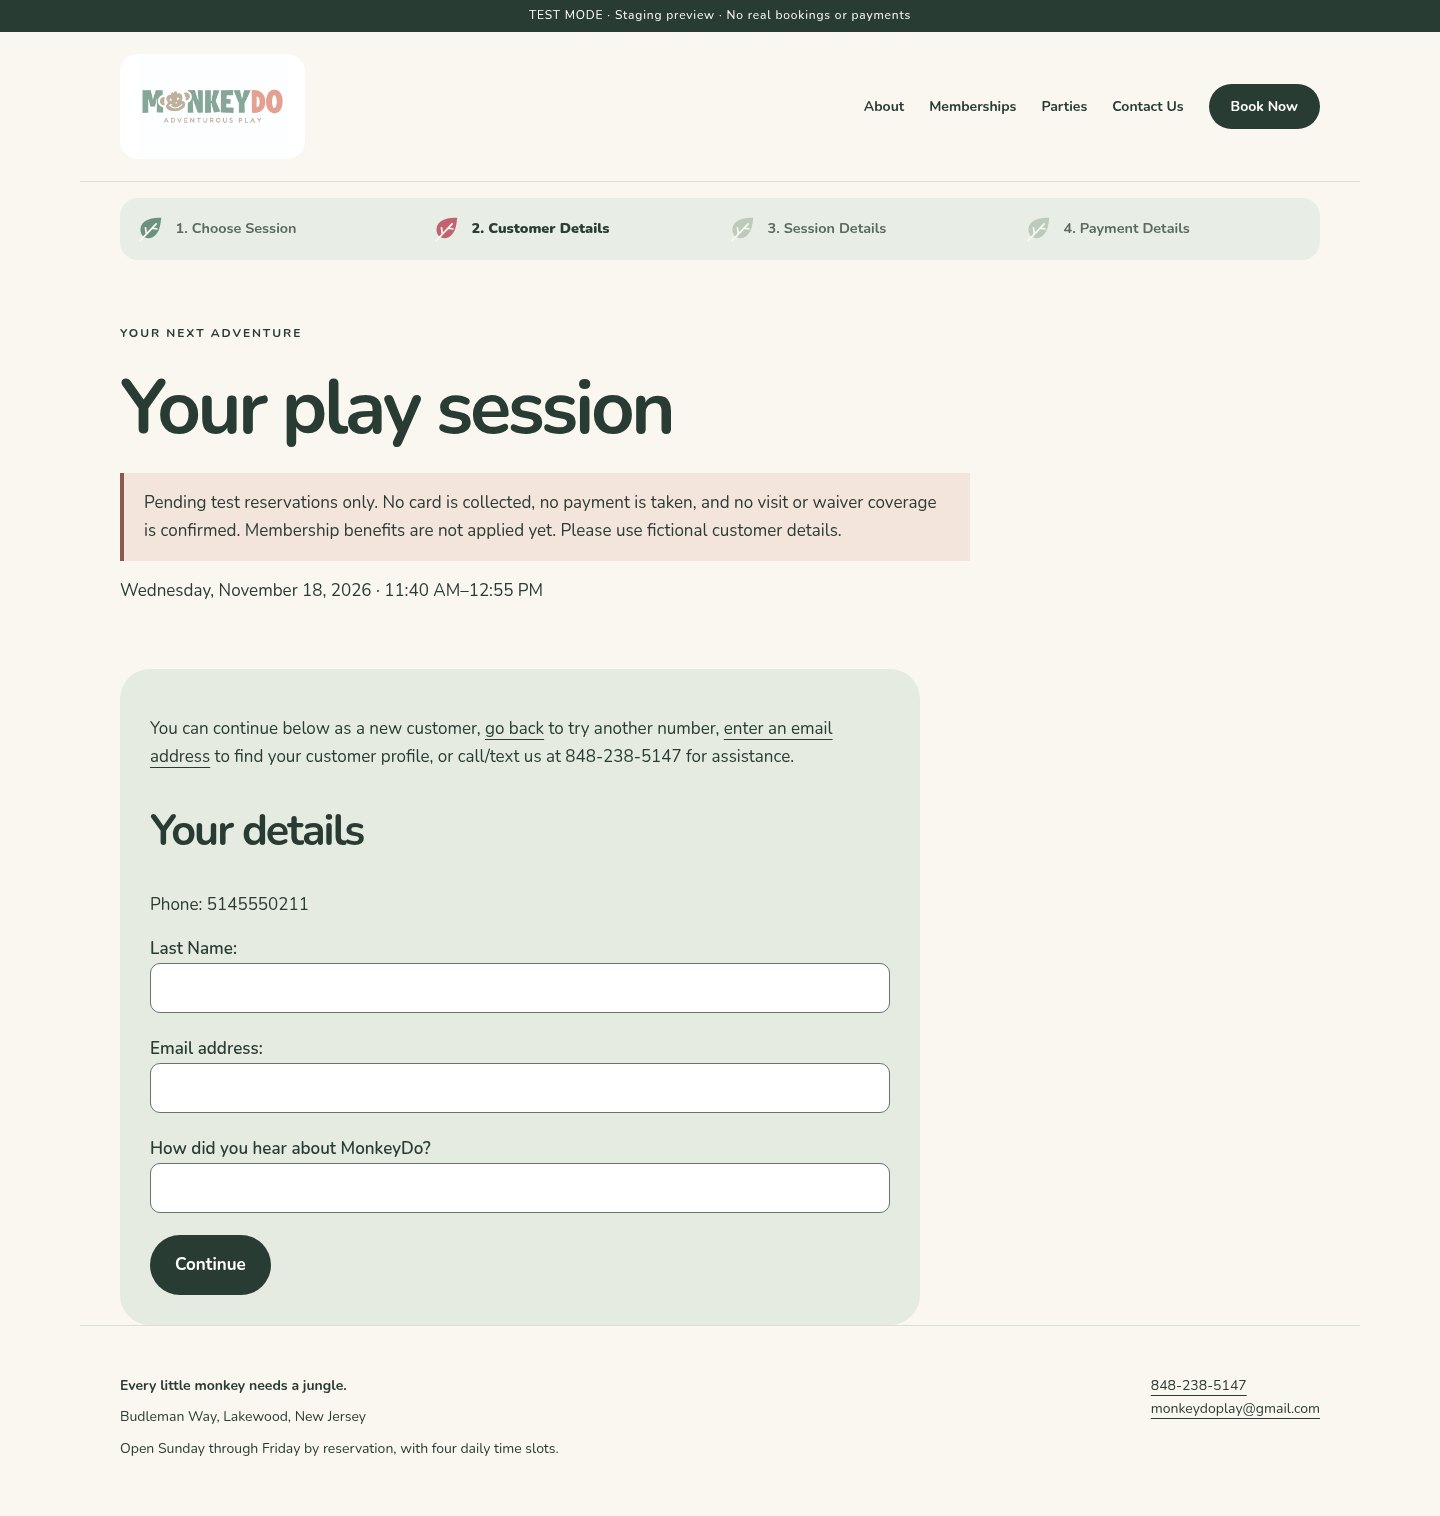 TEST MODE · Staging preview · No real bookings or payments
MONKEYDO
ADVENTUROUS PLAY
About
Memberships
Parties
Contact Us
Book Now
1. Choose Session
2. Customer Details
3. Session Details
4. Payment Details
YOUR NEXT ADVENTURE
Your play session
Pending test reservations only. No card is collected, no payment is taken, and no visit or waiver coverage
is confirmed. Membership benefits are not applied yet. Please use fictional customer details.
Wednesday, November 18, 2026 · 11:40 AM–12:55 PM
You can continue below as a new customer, go back to try another number, enter an email
address to find your customer profile, or call/text us at 848-238-5147 for assistance.
Your details
Phone: 5145550211
Last Name:
Email address:
How did you hear about MonkeyDo?
Continue
Every little monkey needs a jungle.
Budleman Way, Lakewood, New Jersey
Open Sunday through Friday by reservation, with four daily time slots.
848-238-5147
monkeydoplay@gmail.com